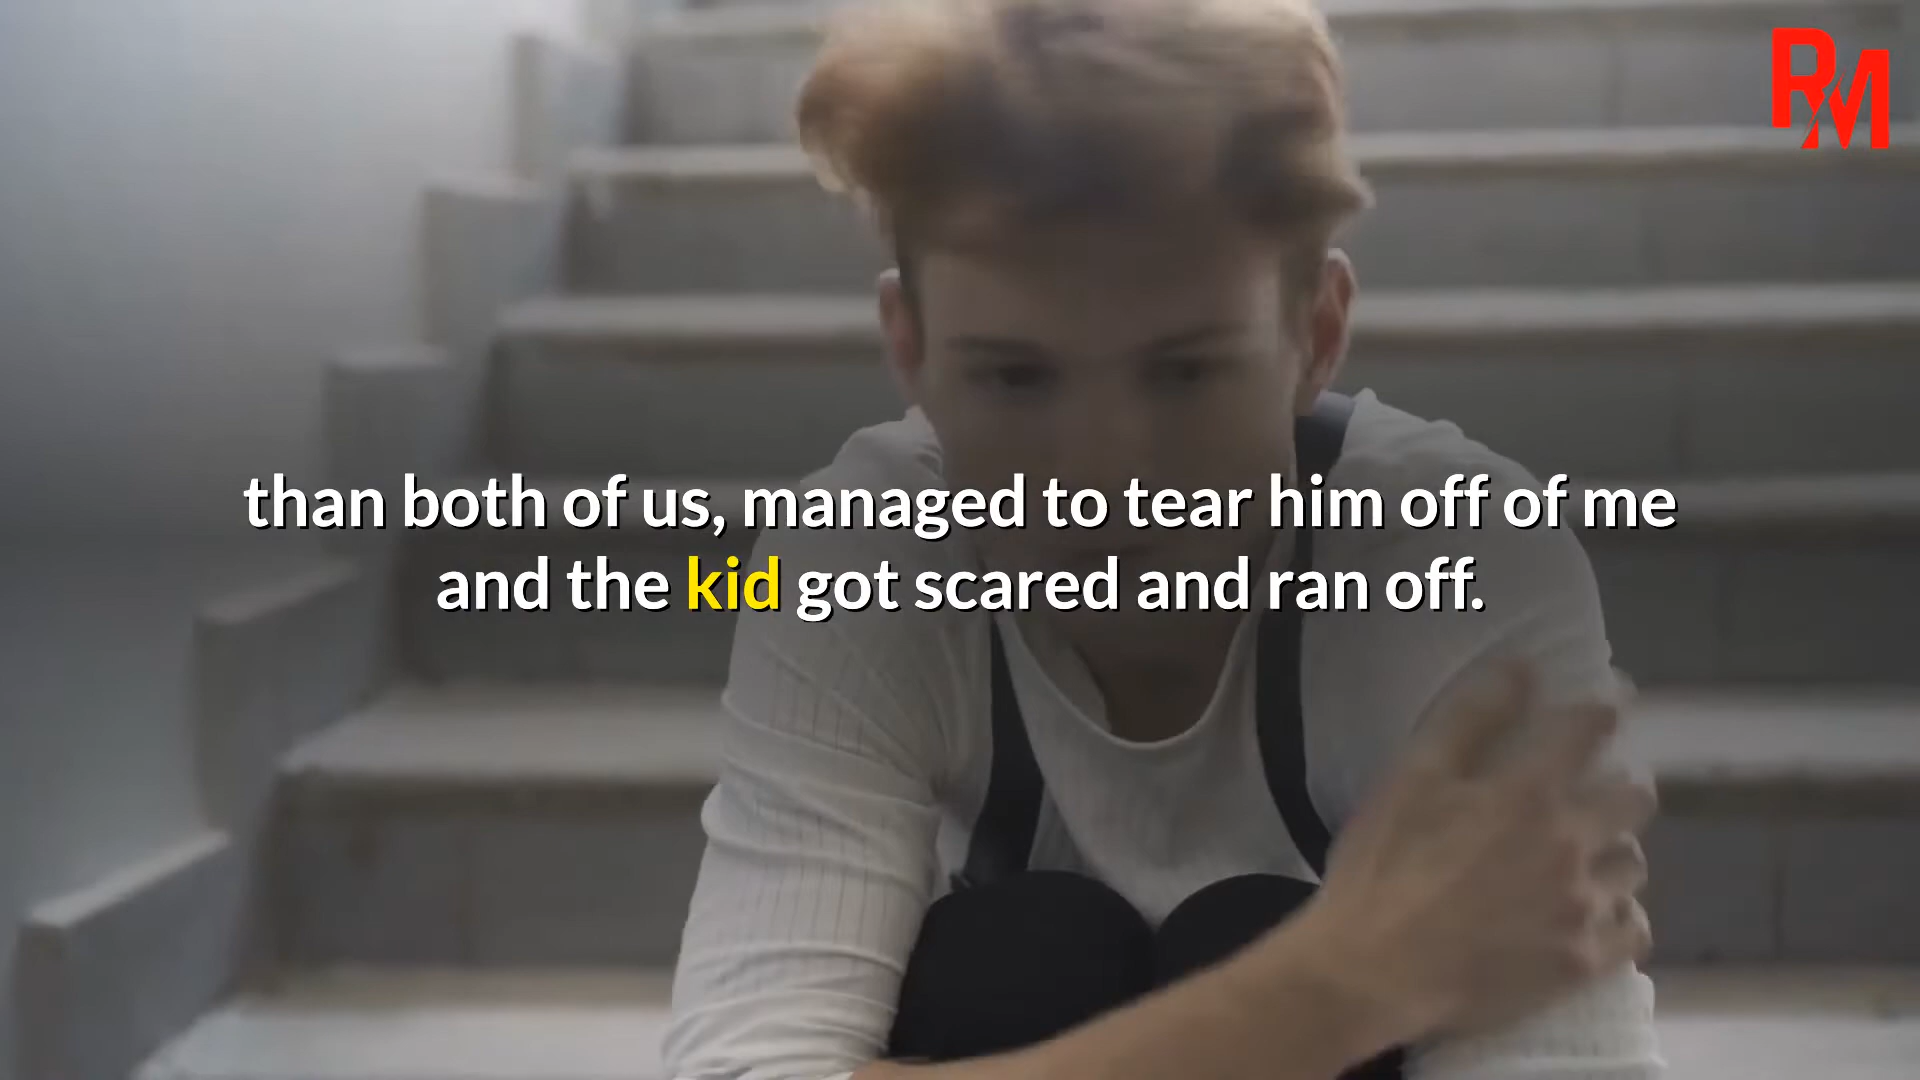 RM
than both of us, managed to tear him off of me
and the kid got scared and ran off.